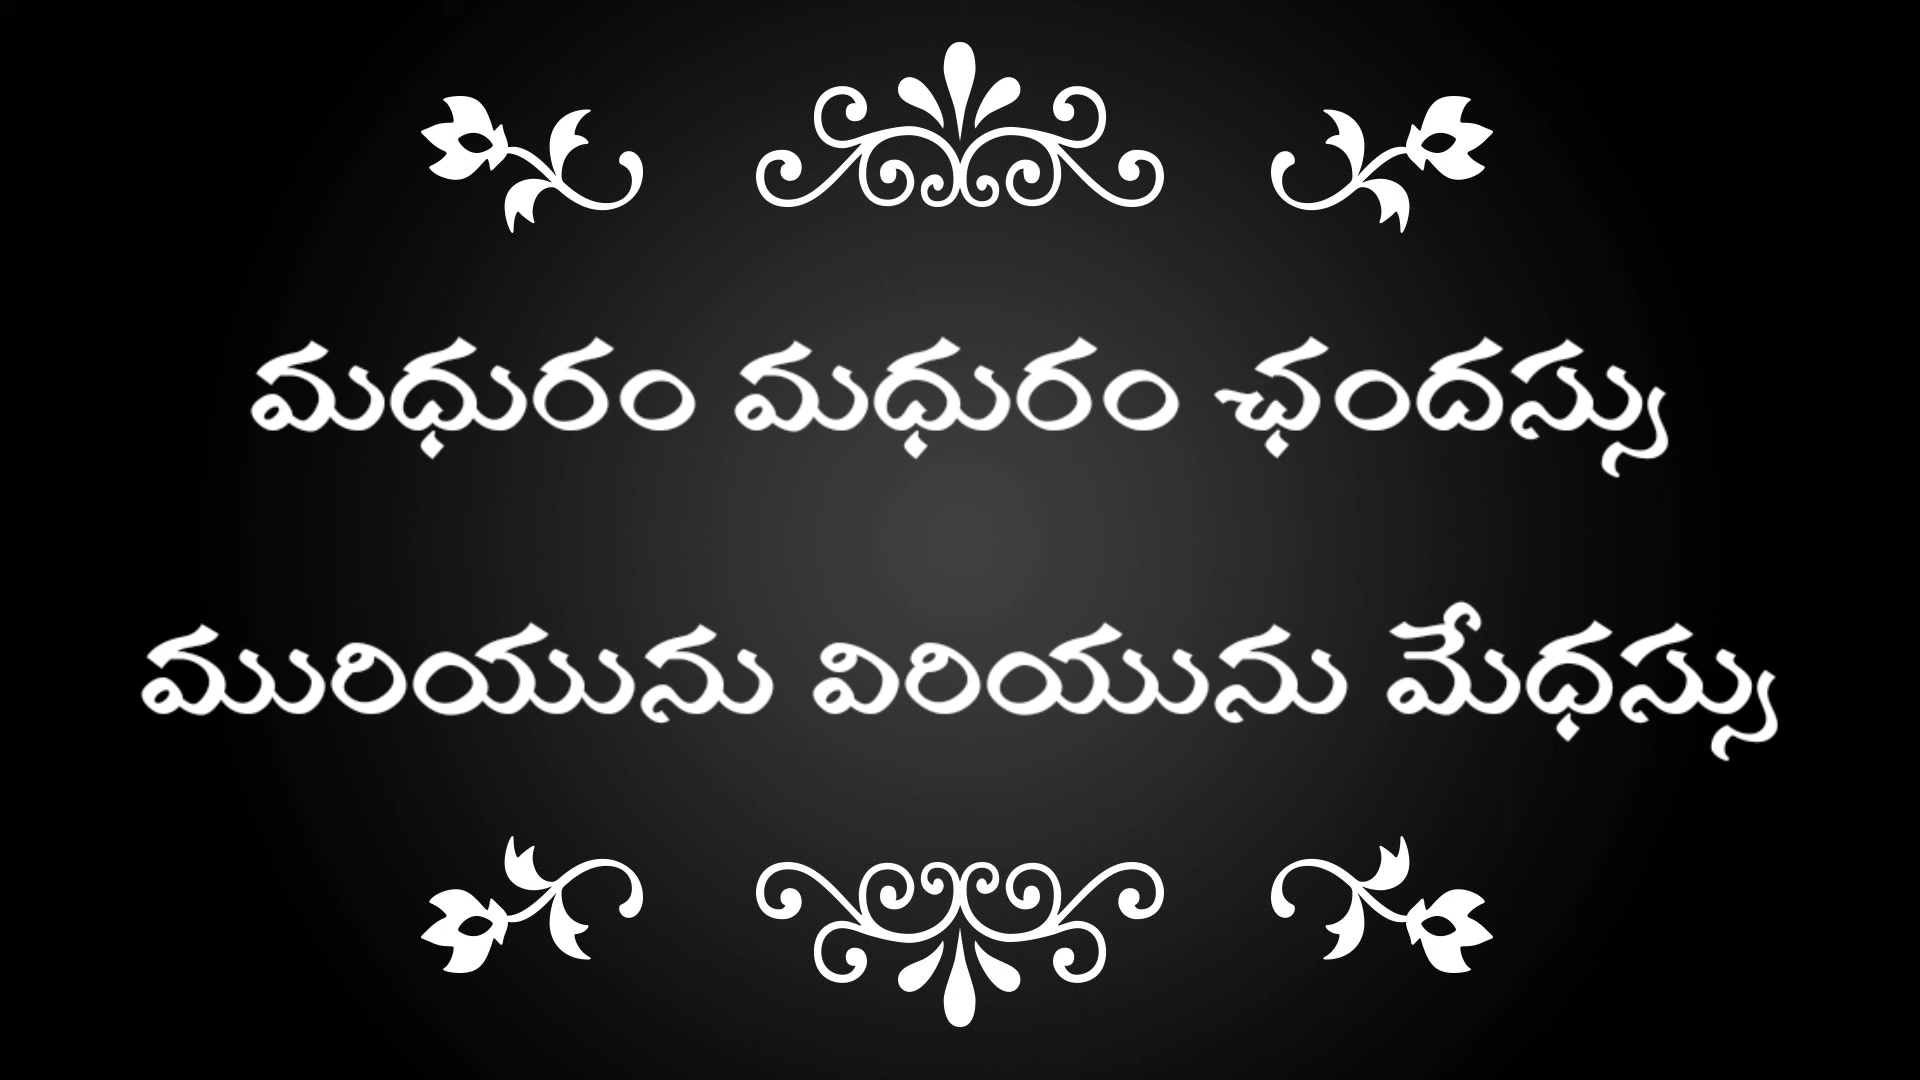 మధురం మధురం ఛందస్సు
మురియును విరియును మేధస్సు